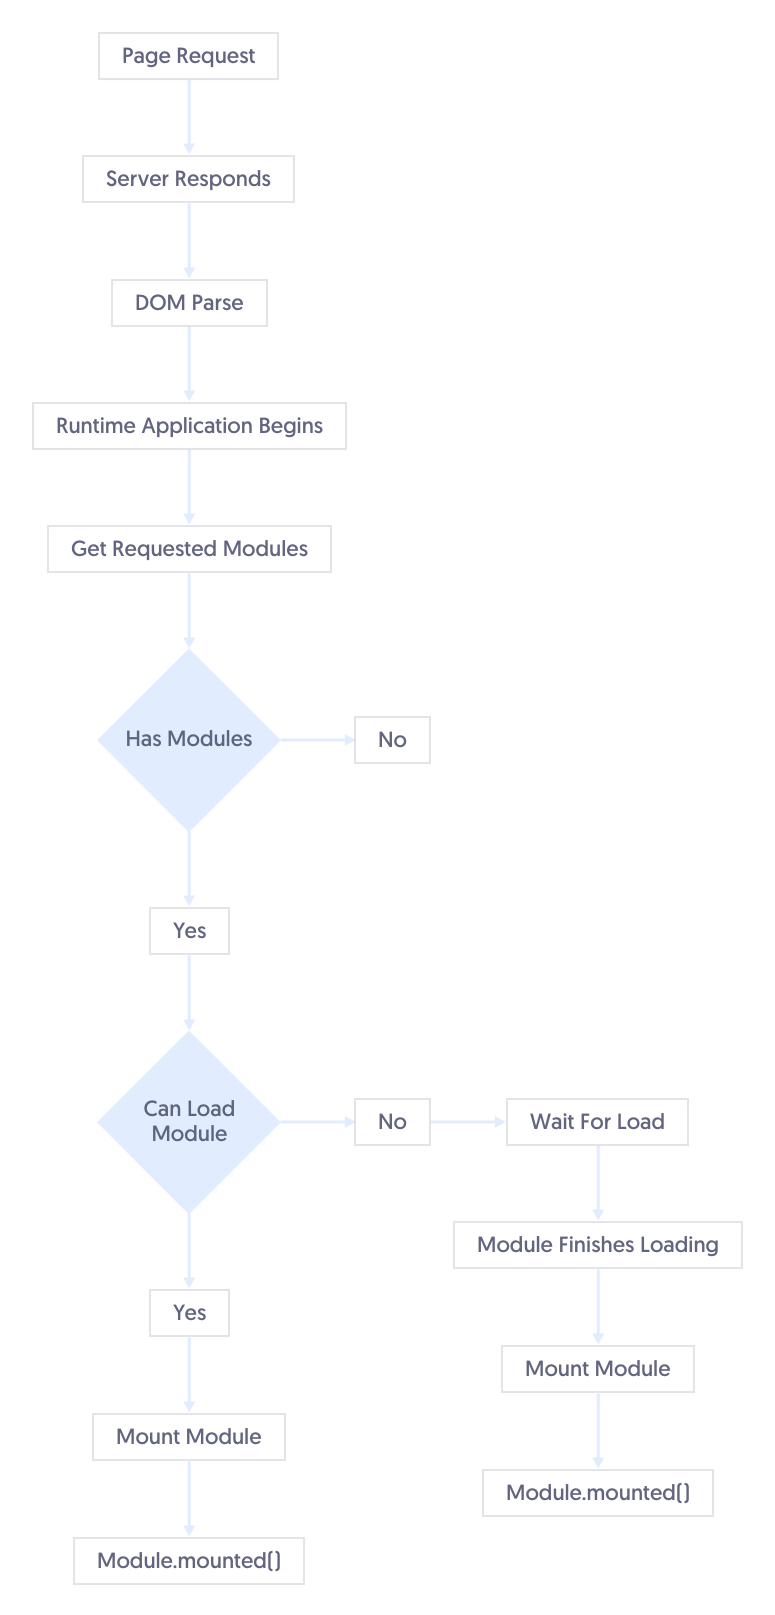 Page Request
Server Responds
DOM Parse
Runtime Application Begins
Get Requested Modules
Has Modules
No
Yes
Can Load
Module
No
Wait For Load
Module Finishes Loading
Yes
Mount Module
Mount Module
Module.mounted()
Module.mounted()